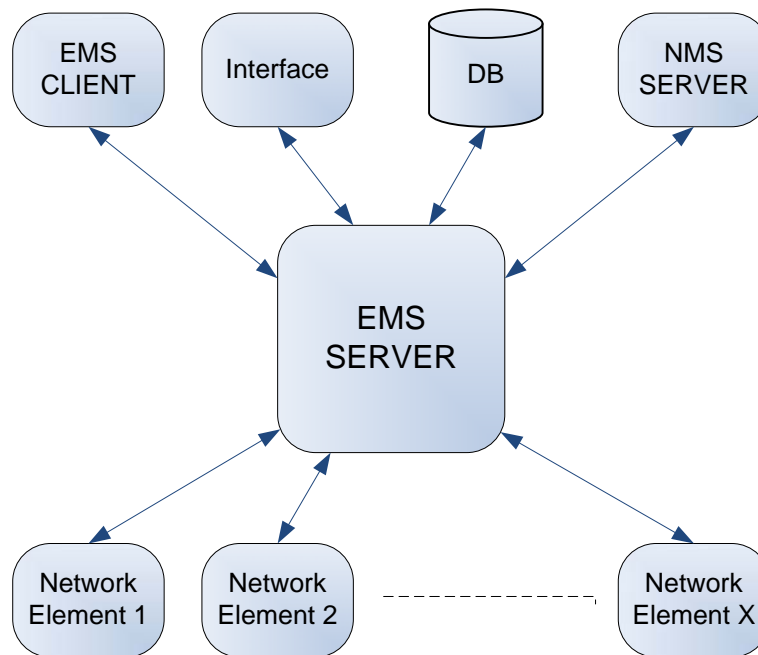 EMS
CLIENT
Interface
DB
NMS
SERVER
EMS
SERVER
Network
Element 1
Network
Element 2
Network
Element X